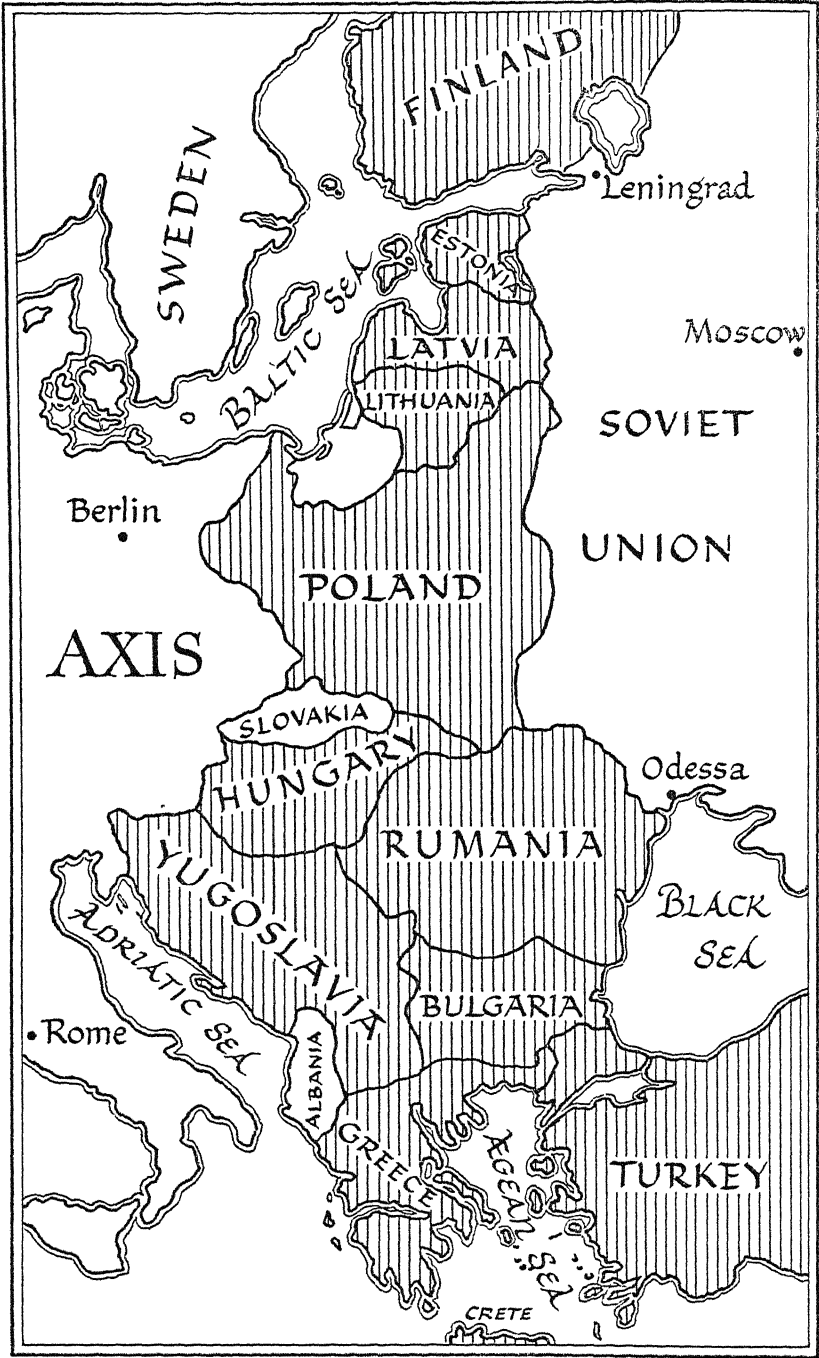 FINLAND
Leningrad
SWEDEN
ESTONIA
BALTIC SEA
Moscow
LATVIA
LITHUANIA
SOVIET
UNION
Berlin
POLAND
AXIS
SLOVAKIA
HUNGARY
Odessa
RUMANIA
YUGOSLAVIA
BLACK
SEA
ADRIATIC SEA
BULGARIA
Rome
ALBANIA
GREECE
ÆGEAN SEA
TURKEY
CRETE